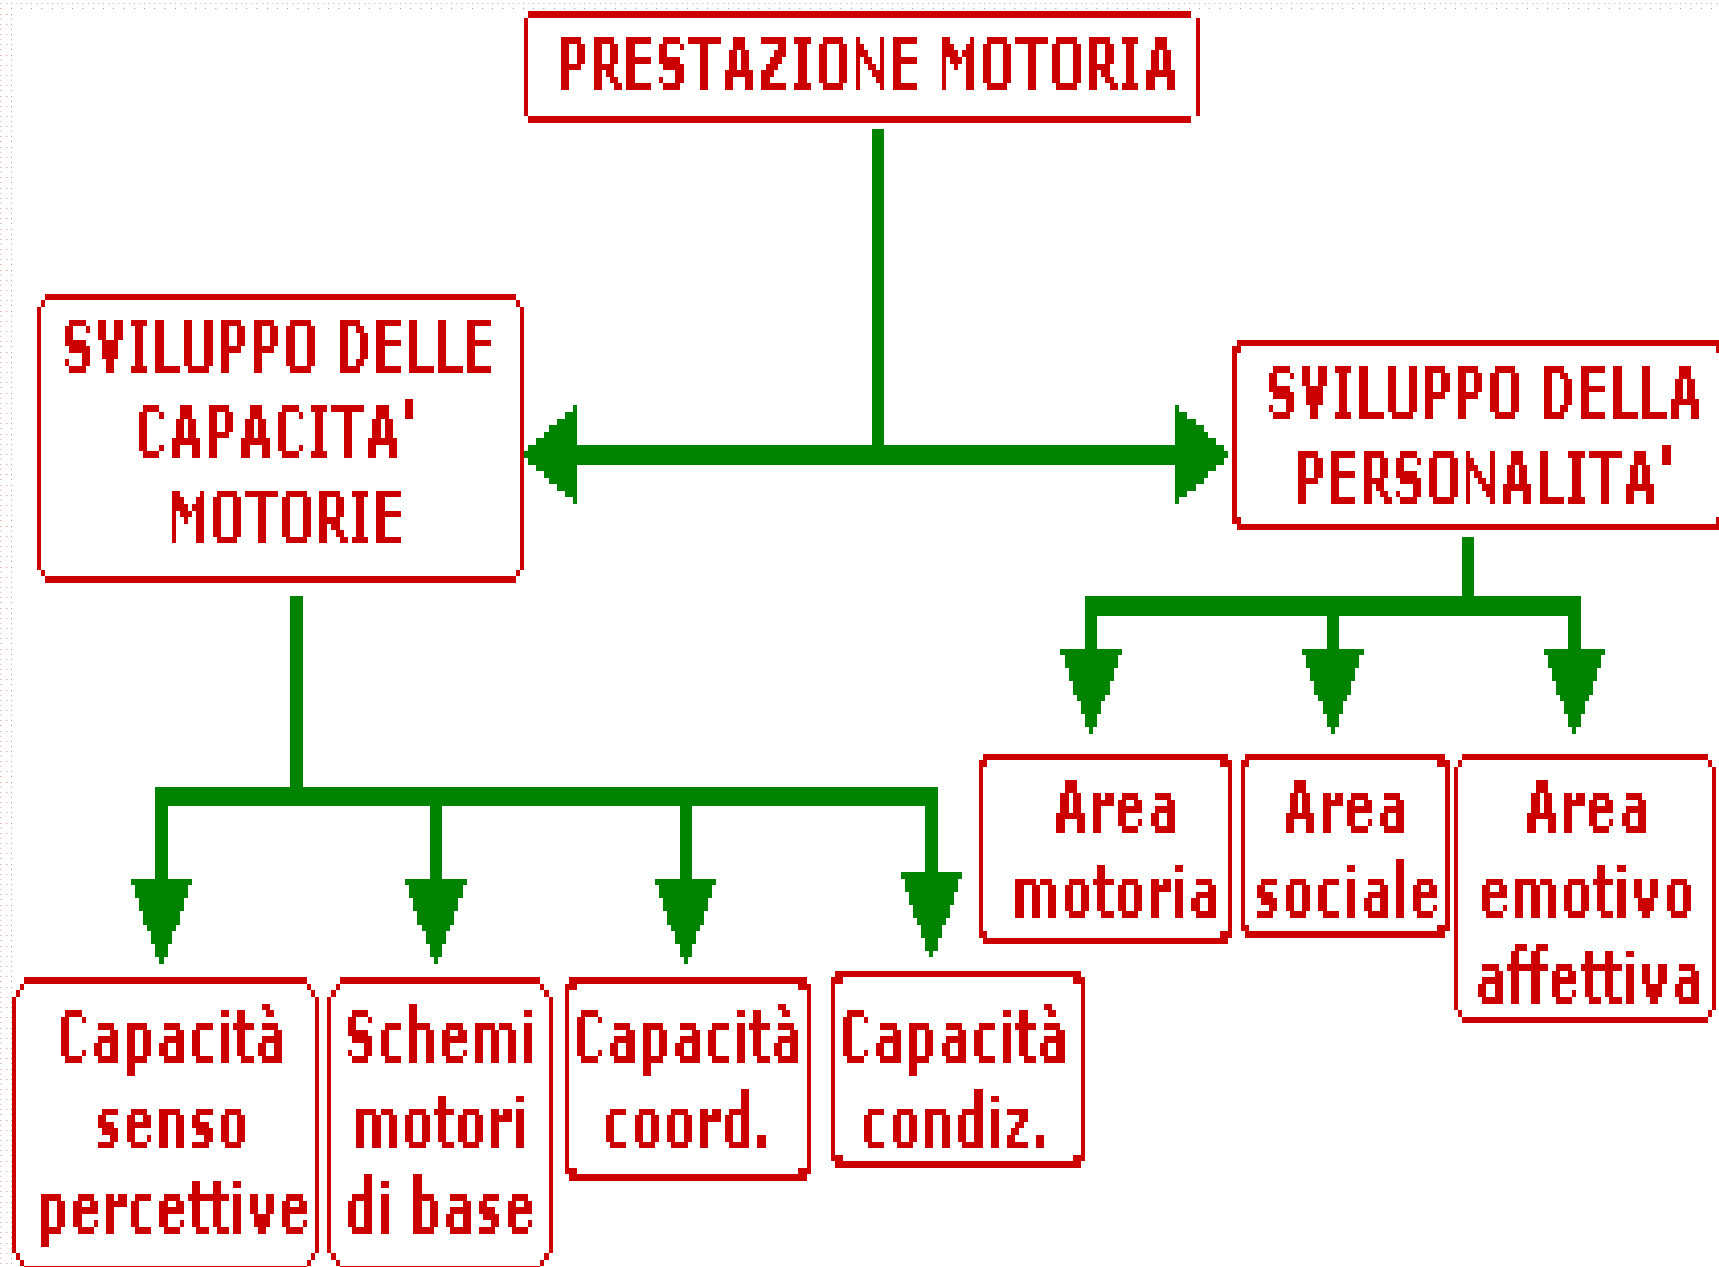 PRESTAZIONE MOTORIA
SVILUPPO DELLE
CAPACITA'
MOTORIE
SVILUPPO DELLA
PERSONALITA'
Area
motoria
Area
sociale
Area
emotivo
affettiva
Capacità
senso
percettive
Schemi
motori
di base
Capacità
coord.
Capacità
condiz.